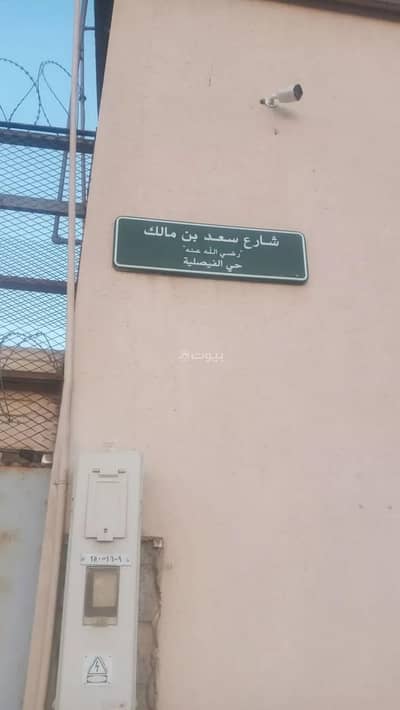 شارع سعد بن مالك
"رضي الله عنه"
حي الفيصلية
بيوت